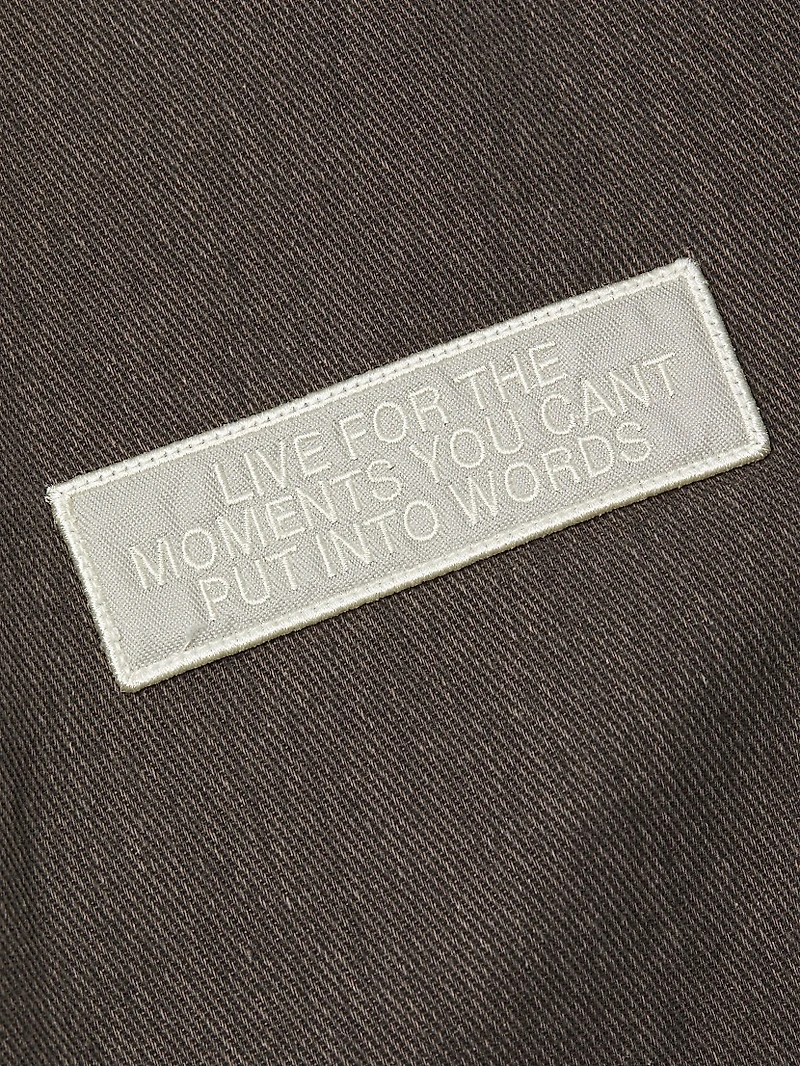 LIVE FOR THE
MOMENTS YOU CANT
PUT INTO WORDS